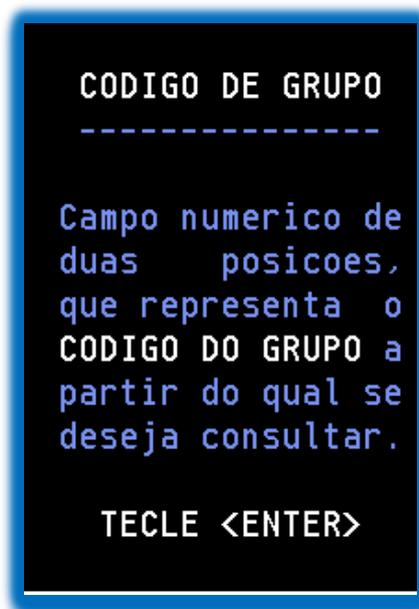 CODIGO DE GRUPO
---------------
Campo numerico de
duas    posicoes,
que representa  o
CODIGO DO GRUPO a
partir do qual se
deseja consultar.
TECLE <ENTER>